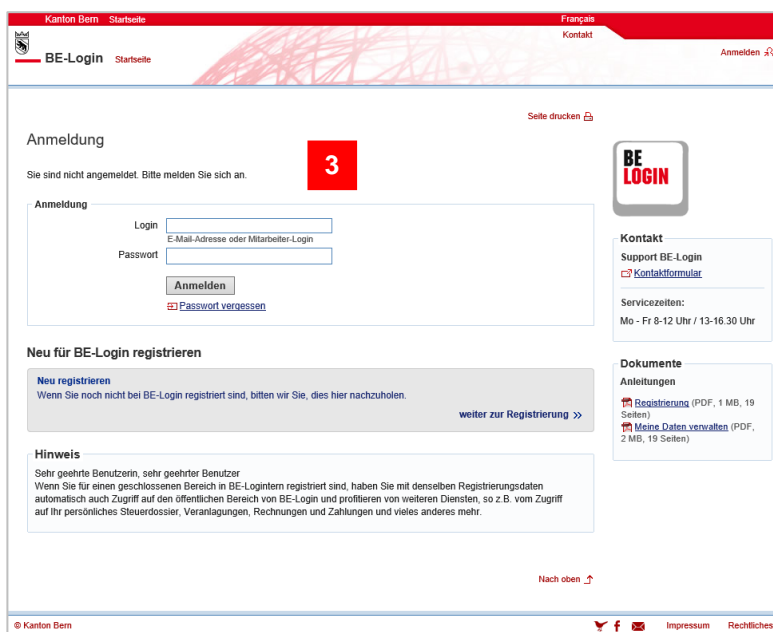 Kanton Bern Startseite Français
Kontakt
BE-Login Startseite
Anmelden
Seite drucken
Anmeldung
3
Sie sind nicht angemeldet. Bitte melden Sie sich an.
Anmeldung
Login
E-Mail-Adresse oder Mitarbeiter-Login
Passwort
Anmelden
Passwort vergessen
Neu für BE-Login registrieren
Neu registrieren
Wenn Sie noch nicht bei BE-Login registriert sind, bitten wir Sie, dies hier nachzuholen.
weiter zur Registrierung »
Hinweis
Sehr geehrte Benutzerin, sehr geehrter Benutzer
Wenn Sie für einen geschlossenen Bereich in BE-Logintern registriert sind, haben Sie mit denselben Registrierungsdaten
automatisch auch Zugriff auf den öffentlichen Bereich von BE-Login und profitieren von weiteren Diensten, so z.B. vom Zugriff
auf Ihr persönliches Steuerdossier, Veranlagungen, Rechnungen und Zahlungen und vieles anderes mehr.
Nach oben
BE
LOGIN
Kontakt
Support BE-Login
Kontaktformular
Servicezeiten:
Mo - Fr 8-12 Uhr / 13-16.30 Uhr
Dokumente
Anleitungen
Registrierung (PDF, 1 MB, 19
Seiten)
Meine Daten verwalten (PDF,
2 MB, 19 Seiten)
© Kanton Bern
Impressum Rechtliches